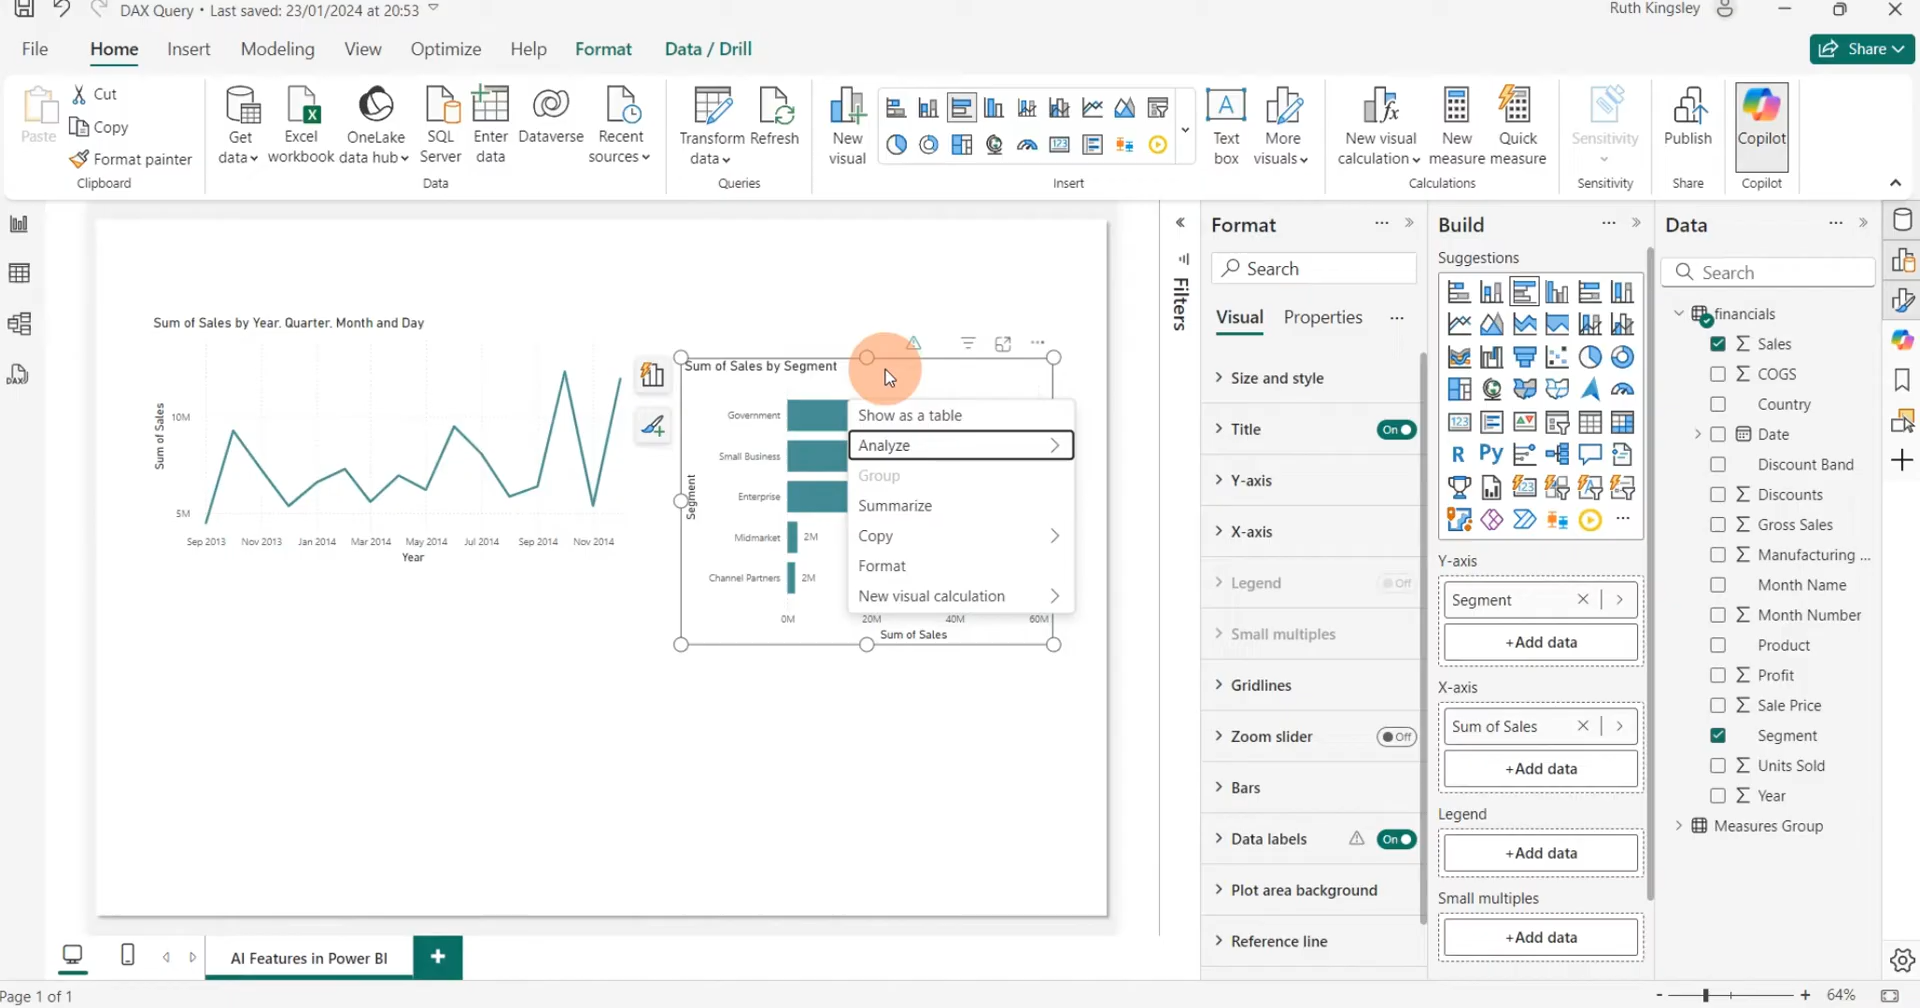 DAX Query • Last saved: 23/01/2024 at 20:53
Ruth Kingsley
File
Home
Insert
Modeling
View
Optimize
Help
Format
Data / Drill
Share
Paste
Cut
Copy
Format painter
Clipboard
Get
data
Excel
workbook
OneLake
data hub
SQL
Server
Enter
data
Dataverse
Recent
sources
Data
Transform
data
Refresh
Queries
New
visual
Insert
A
Text
box
More
visuals
New visual
calculation
New
measure
Quick
measure
Calculations
Sensitivity
Sensitivity
Publish
Share
Copilot
Copilot
DAX
Sum of Sales by Year, Quarter, Month and Day
Sum of Sales
10M
5M
Sep 2013
Nov 2013
Jan 2014
Mar 2014
May 2014
Jul 2014
Sep 2014
Nov 2014
Year
Sum of Sales by Segment
Segment
Government
Small Business
Enterprise
Midmarket
2M
Channel Partners
2M
0M
20M
40M
60M
Sum of Sales
Show as a table
Analyze
Group
Summarize
Copy
Format
New visual calculation
Filters
Format
Search
Visual
Properties
Size and style
Title
On
Y-axis
X-axis
Legend
Off
Small multiples
Gridlines
Zoom slider
Off
Bars
Data labels
On
Plot area background
Reference line
Build
Suggestions
123
R
Py
Y-axis
Segment
+Add data
X-axis
Sum of Sales
+Add data
Legend
+Add data
Small multiples
+Add data
Data
Search
financials
Sales
COGS
Country
Date
Discount Band
Discounts
Gross Sales
Manufacturing ...
Month Name
Month Number
Product
Profit
Sale Price
Segment
Units Sold
Year
Measures Group
AI Features in Power BI
Page 1 of 1
64%